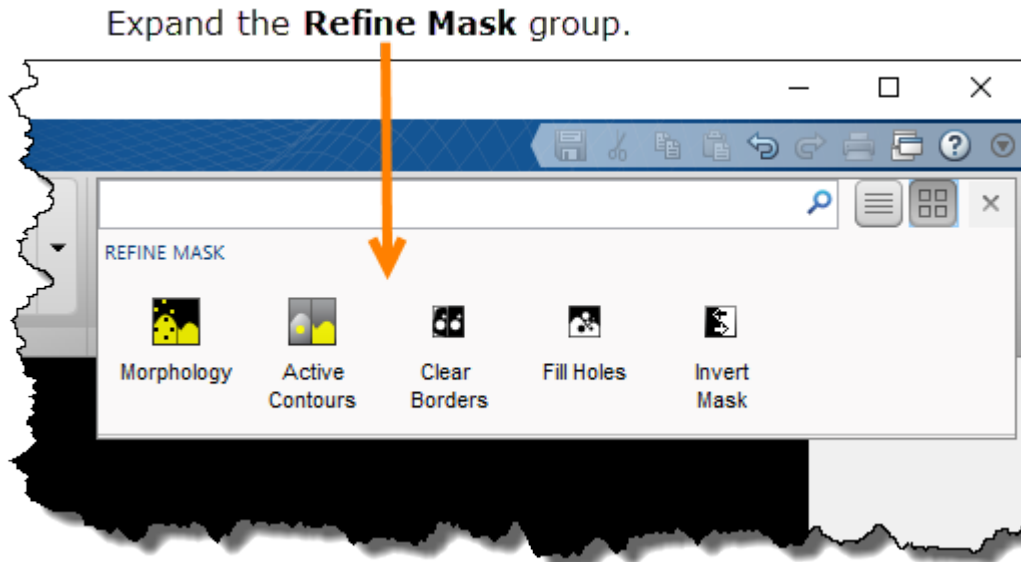 Expand the Refine Mask group.
REFINE MASK
Morphology
Active
Contours
Clear
Borders
Fill Holes
Invert
Mask